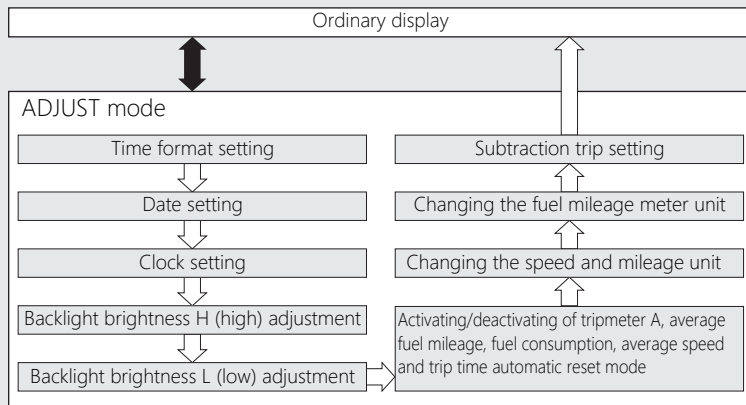 Ordinary display
ADJUST mode
Time format setting
Date setting
Clock setting
Backlight brightness H (high) adjustment
Backlight brightness L (low) adjustment
Activating/deactivating of tripmeter A, average
fuel mileage, fuel consumption, average speed
and trip time automatic reset mode
Changing the speed and mileage unit
Changing the fuel mileage meter unit
Subtraction trip setting